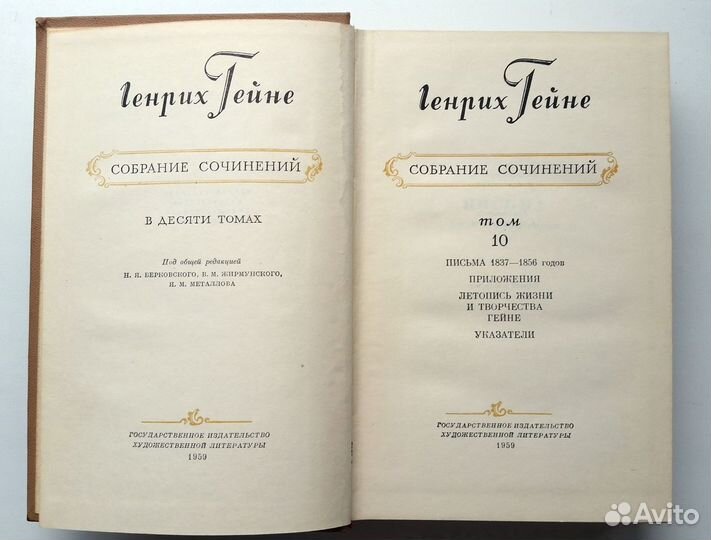 Генрих Гейне
СОБРАНИЕ СОЧИНЕНИЙ
В ДЕСЯТИ ТОМАХ
Под общей редакцией
Н. Я. БЕРКОВСКОГО, В. М. ЖИРМУНСКОГО,
Я. М. МЕТАЛЛОВА
ГОСУДАРСТВЕННОЕ ИЗДАТЕЛЬСТВО
ХУДОЖЕСТВЕННОЙ ЛИТЕРАТУРЫ
1959
Генрих Гейне
СОБРАНИЕ СОЧИНЕНИЙ
том
10
ПИСЬМА 1837—1856 годов
ПРИЛОЖЕНИЯ
ЛЕТОПИСЬ ЖИЗНИ
И ТВОРЧЕСТВА
ГЕЙНЕ
УКАЗАТЕЛИ
ГОСУДАРСТВЕННОЕ ИЗДАТЕЛЬСТВО
ХУДОЖЕСТВЕННОЙ ЛИТЕРАТУРЫ
1959
Avito